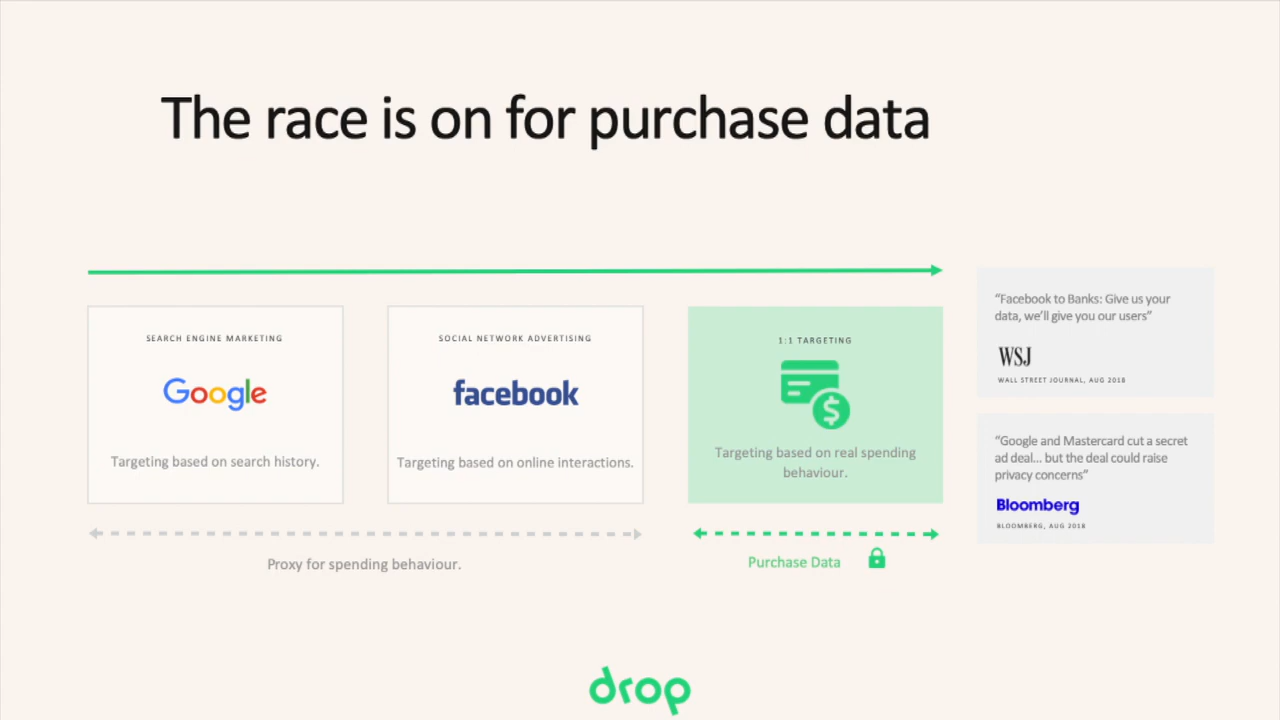 The race is on for purchase data
SEARCH ENGINE MARKETING
Google
Targeting based on search history.
SOCIAL NETWORK ADVERTISING
facebook
Targeting based on online interactions.
1:1 TARGETING
$
Targeting based on real spending
behaviour.
Proxy for spending behaviour.
Purchase Data
“Facebook to Banks: Give us your
data, we’ll give you our users”
WSJ
WALL STREET JOURNAL, AUG 2018
“Google and Mastercard cut a secret
ad deal… but the deal could raise
privacy concerns”
Bloomberg
BLOOMBERG, AUG 2018
drop